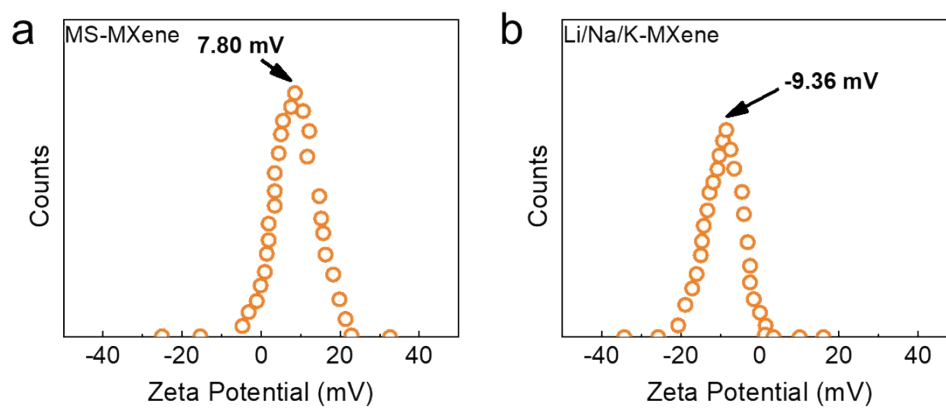 a
MS-MXene
7.80 mV
Counts
-40 -20 0 20 40
Zeta Potential (mV)
b
Li/Na/K-MXene
-9.36 mV
Counts
-40 -20 0 20 40
Zeta Potential (mV)